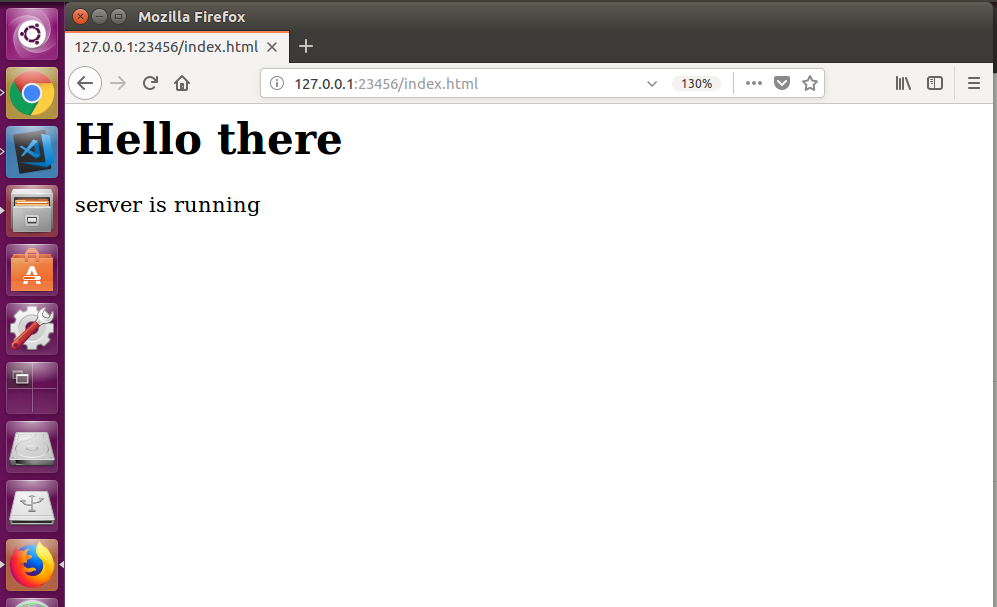 Mozilla Firefox
127.0.0.1:23456/index.html
127.0.0.1:23456/index.html
130%
Hello there
server is running